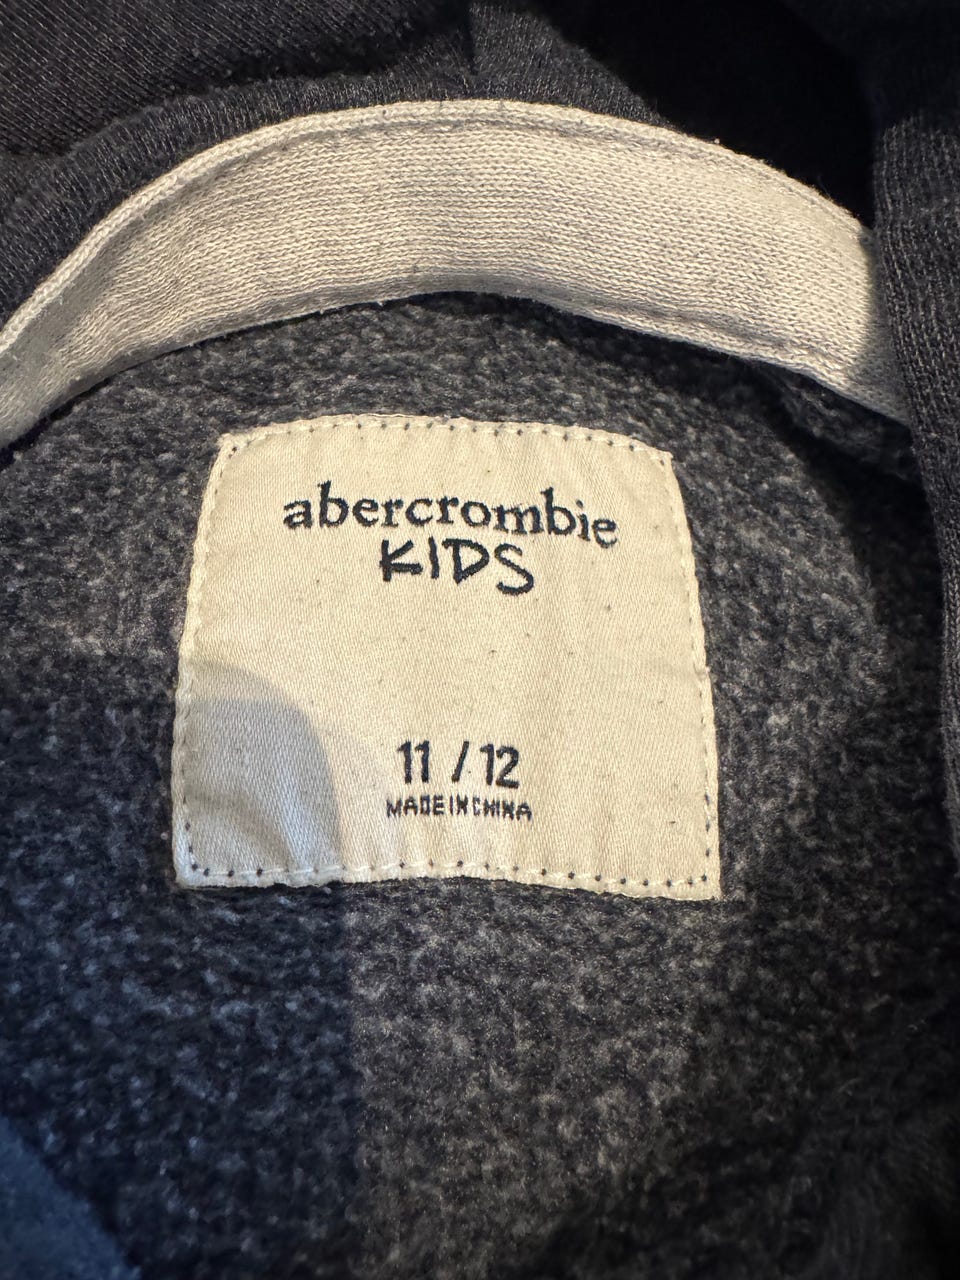 abercrombie
KIDS
11 / 12
MADE IN CHINA